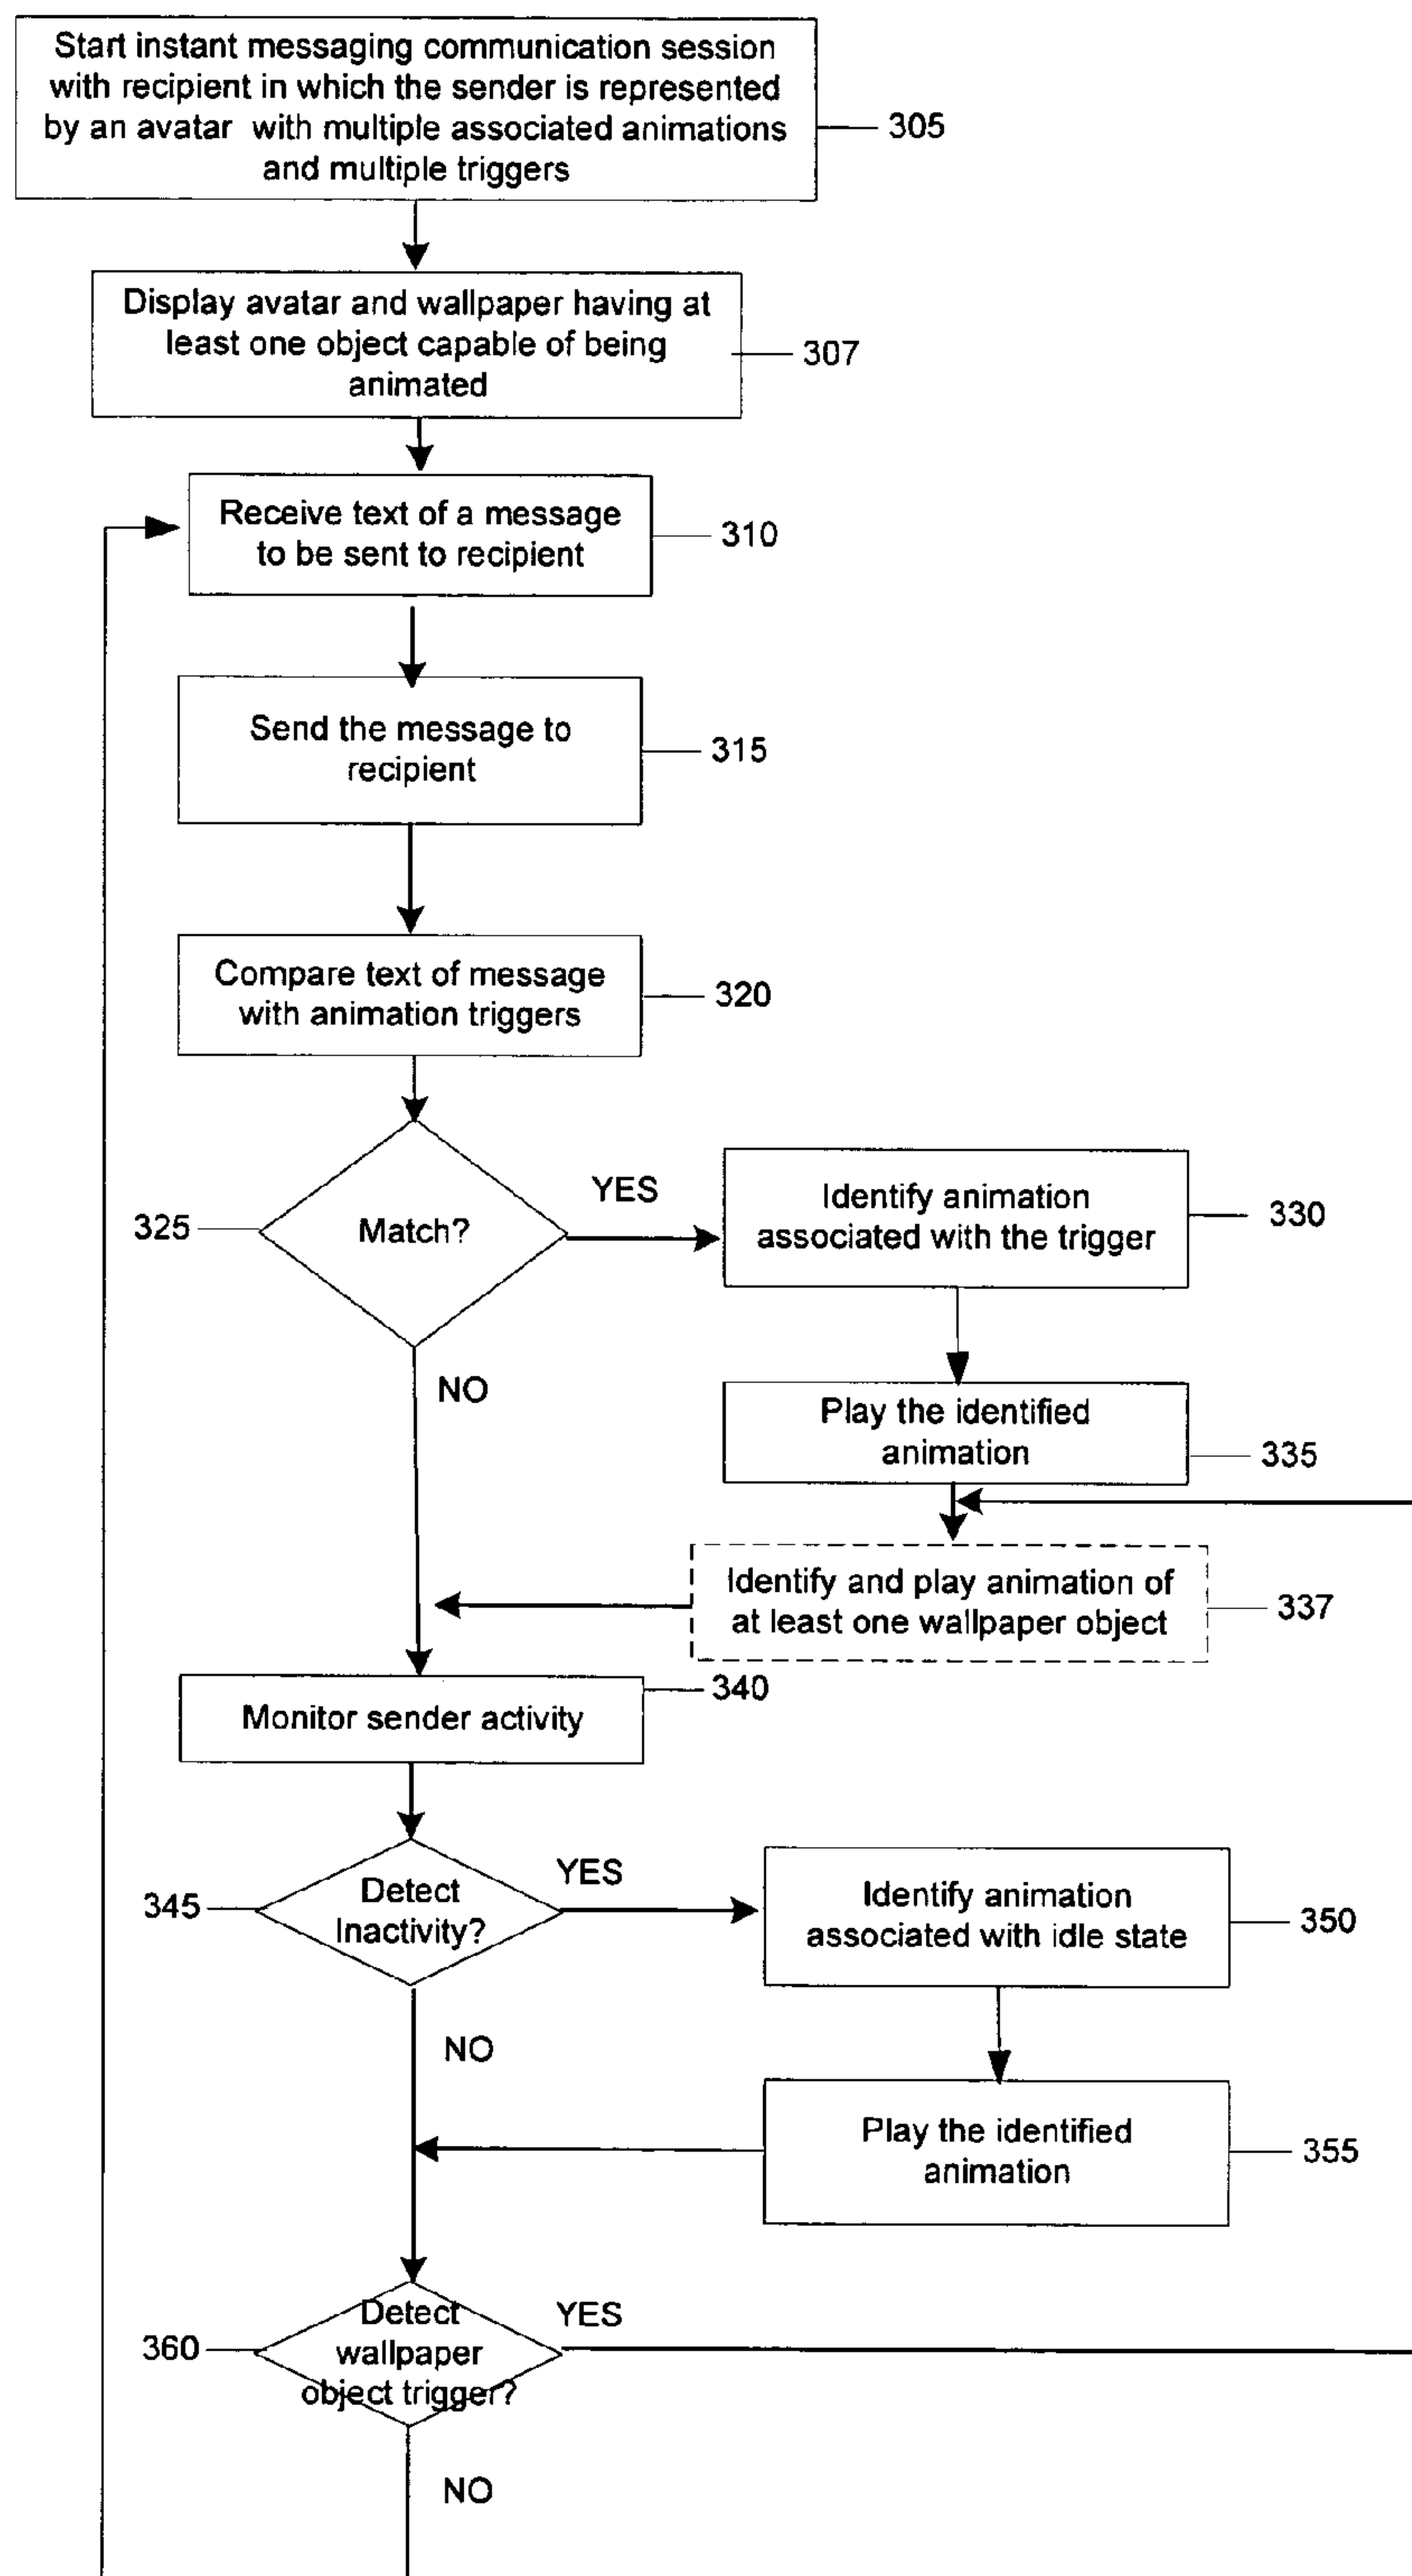 Start instant messaging communication session
with recipient in which the sender is represented
by an avatar with multiple associated animations
and multiple triggers
305
Display avatar and wallpaper having at
least one object capable of being
animated
307
Receive text of a message
to be sent to recipient
310
Send the message to
recipient
315
Compare text of message
with animation triggers
320
325
Match?
YES
Identify animation
associated with the trigger
330
NO
Play the identified
animation
335
Identify and play animation of
at least one wallpaper object
337
Monitor sender activity
340
345
Detect
Inactivity?
YES
Identify animation
associated with idle state
350
NO
Play the identified
animation
355
360
Detect
wallpaper
object trigger?
YES
NO